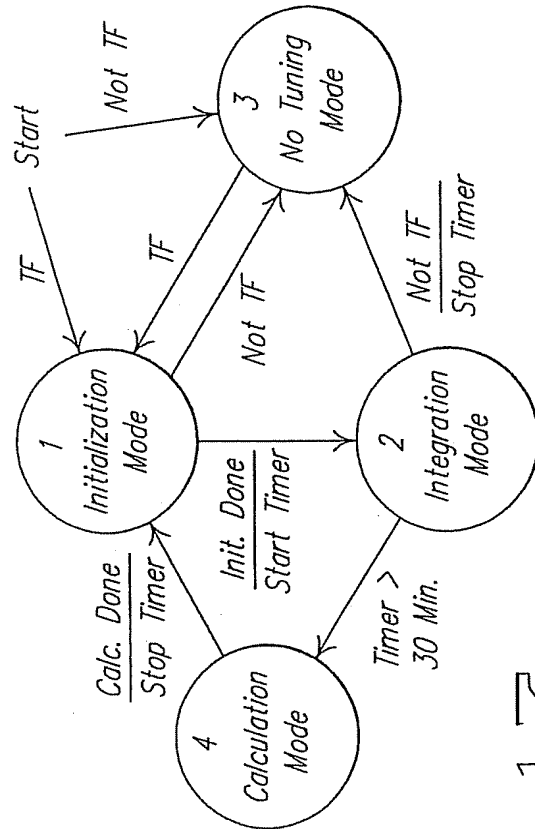 Start
TF
Not TF
1
Initialization
Mode
TF
Not TF
3
No Tuning
Mode
Calc. Done
Stop Timer
Init. Done
Start Timer
4
Calculation
Mode
2
Integration
Mode
Timer >
30 Min.
Not TF
Stop Timer